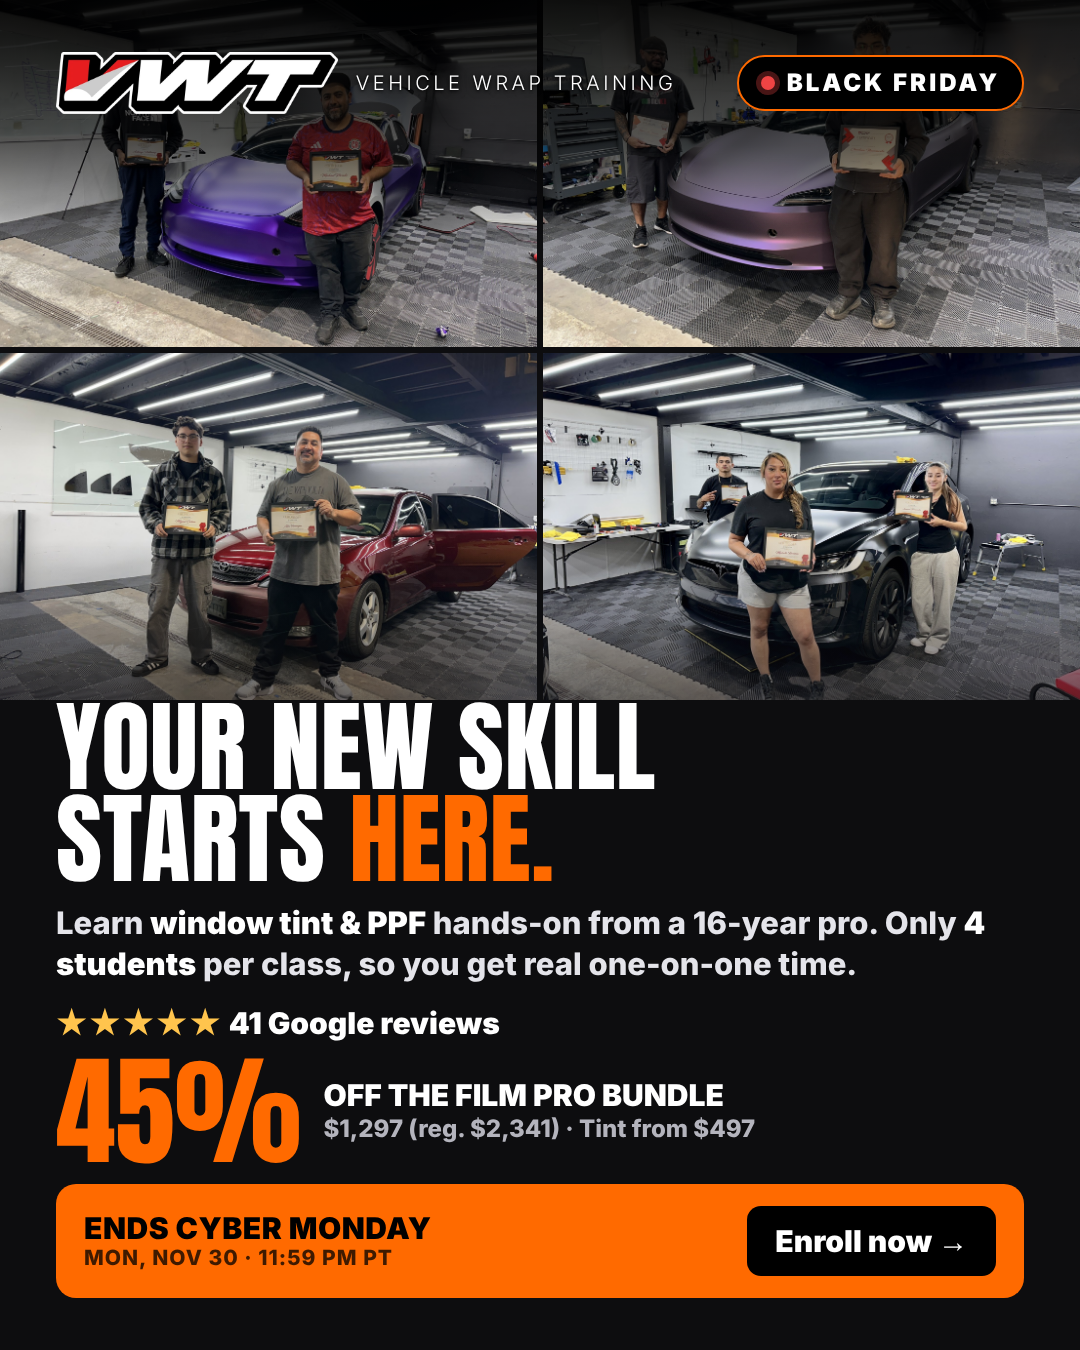 VWT VEHICLE WRAP TRAINING
BLACK FRIDAY
YOUR NEW SKILL
STARTS HERE.
Learn window tint & PPF hands-on from a 16-year pro. Only 4
students per class, so you get real one-on-one time.
★★★★★ 41 Google reviews
45%
OFF THE FILM PRO BUNDLE
$1,297 (reg. $2,341) · Tint from $497
ENDS CYBER MONDAY
MON, NOV 30 · 11:59 PM PT
Enroll now →